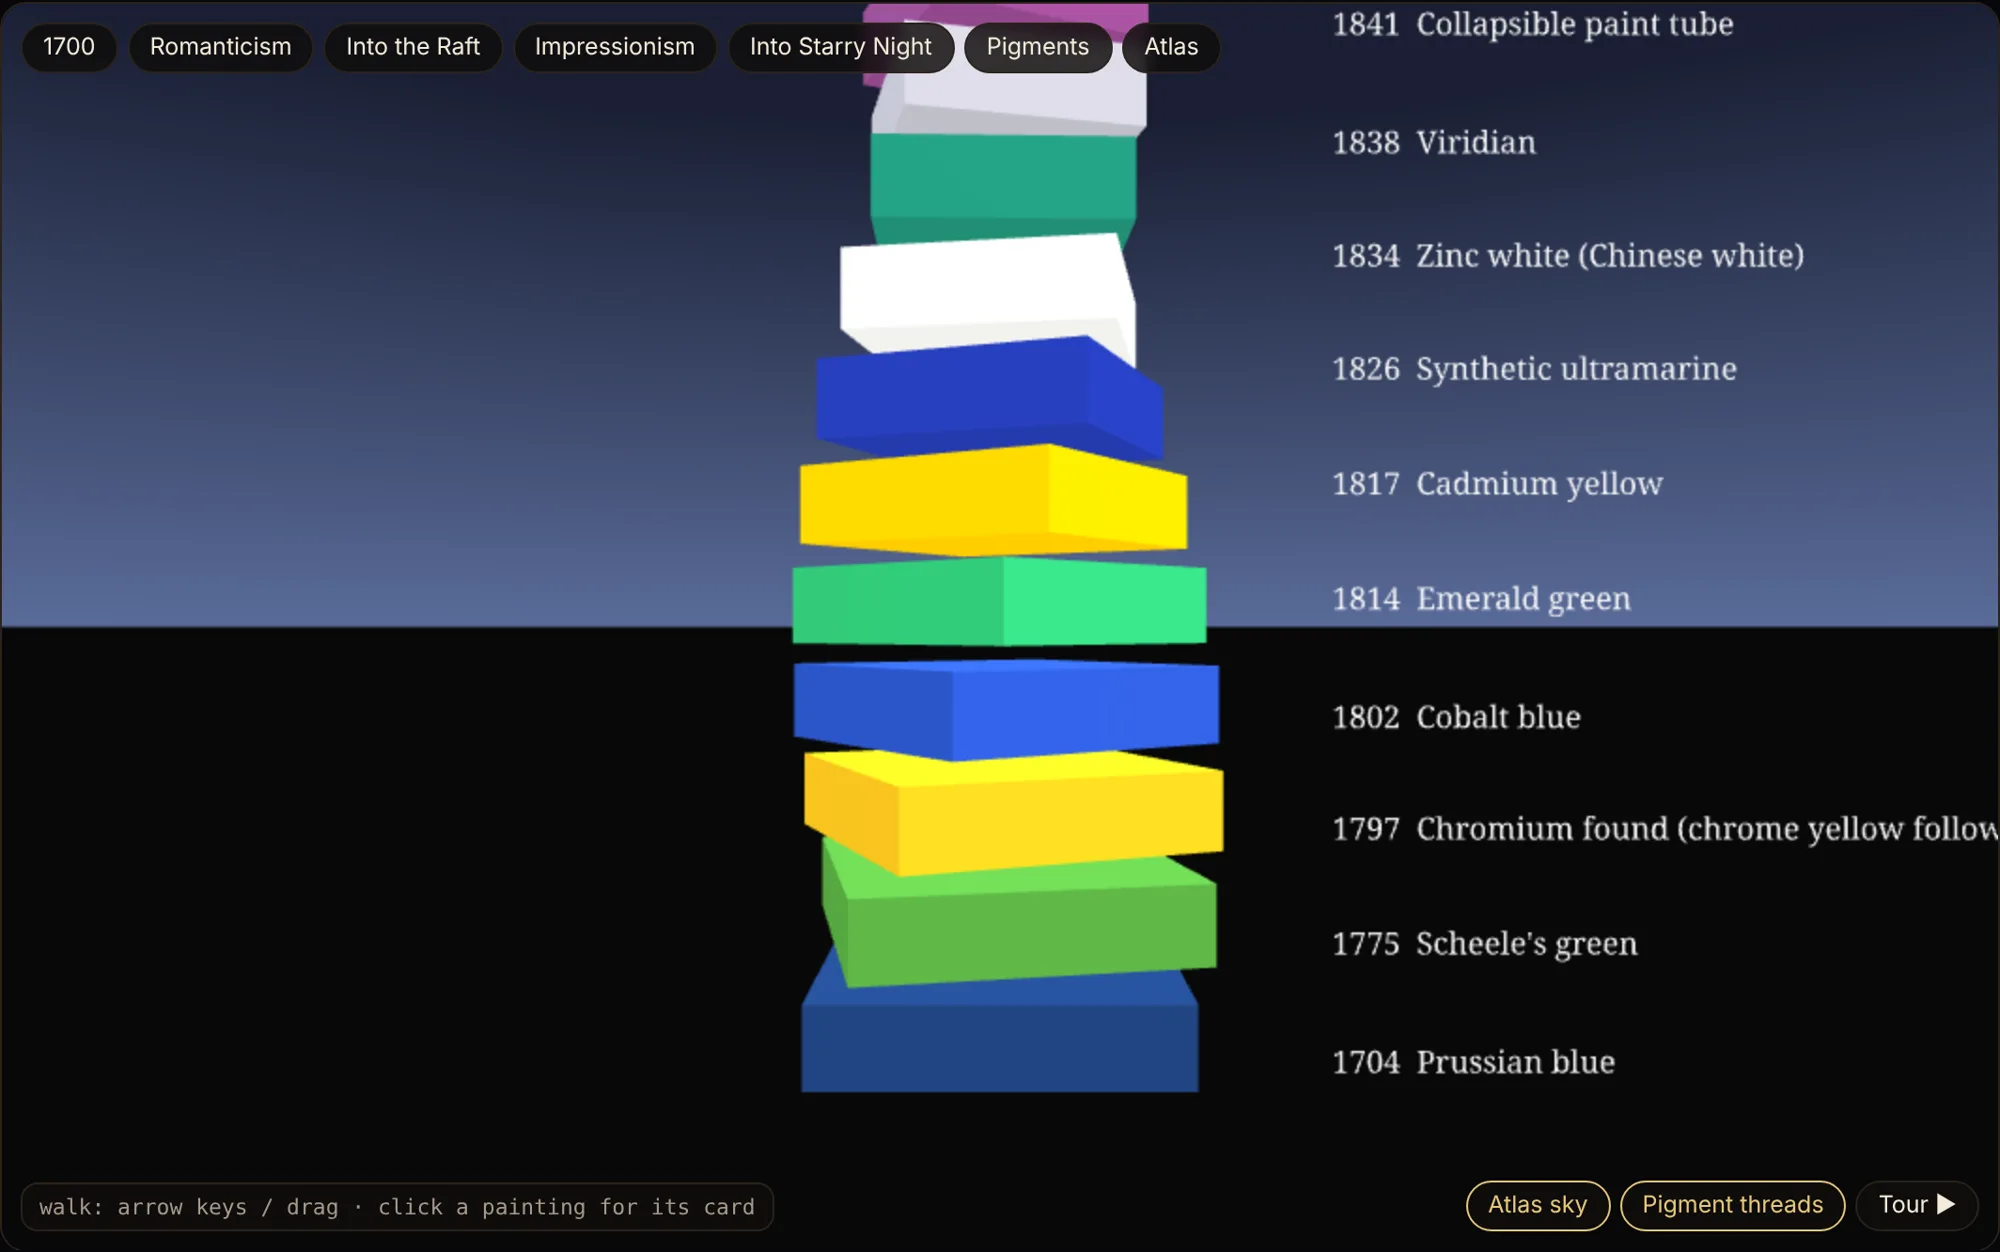 1700 Romanticism Into the Raft Impressionism Into Starry Night Pigments Atlas
1841 Collapsible paint tube
1838 Viridian
1834 Zinc white (Chinese white)
1826 Synthetic ultramarine
1817 Cadmium yellow
1814 Emerald green
1802 Cobalt blue
1797 Chromium found (chrome yellow follow
1775 Scheele's green
1704 Prussian blue
walk: arrow keys / drag · click a painting for its card
Atlas sky Pigment threads Tour ▶